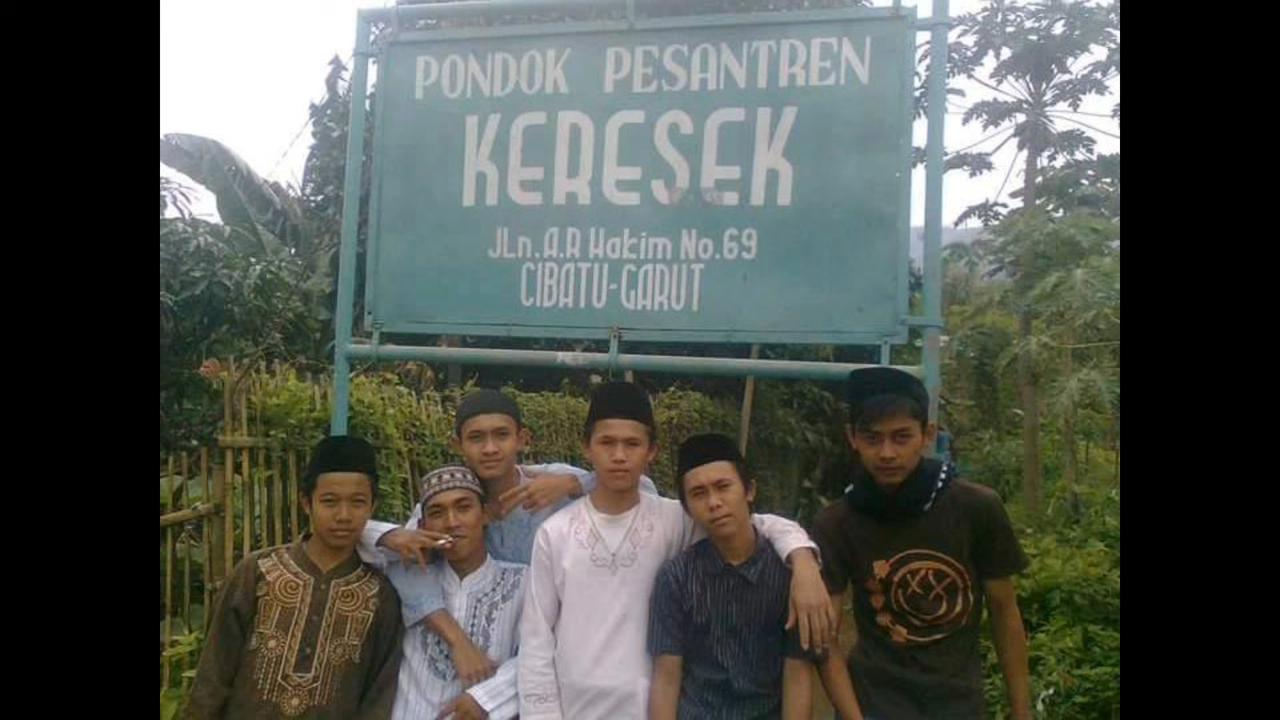 PONDOK PESANTREN
KERESEK
JLn.A.R Hakim No.69
CIBATU-GARUT